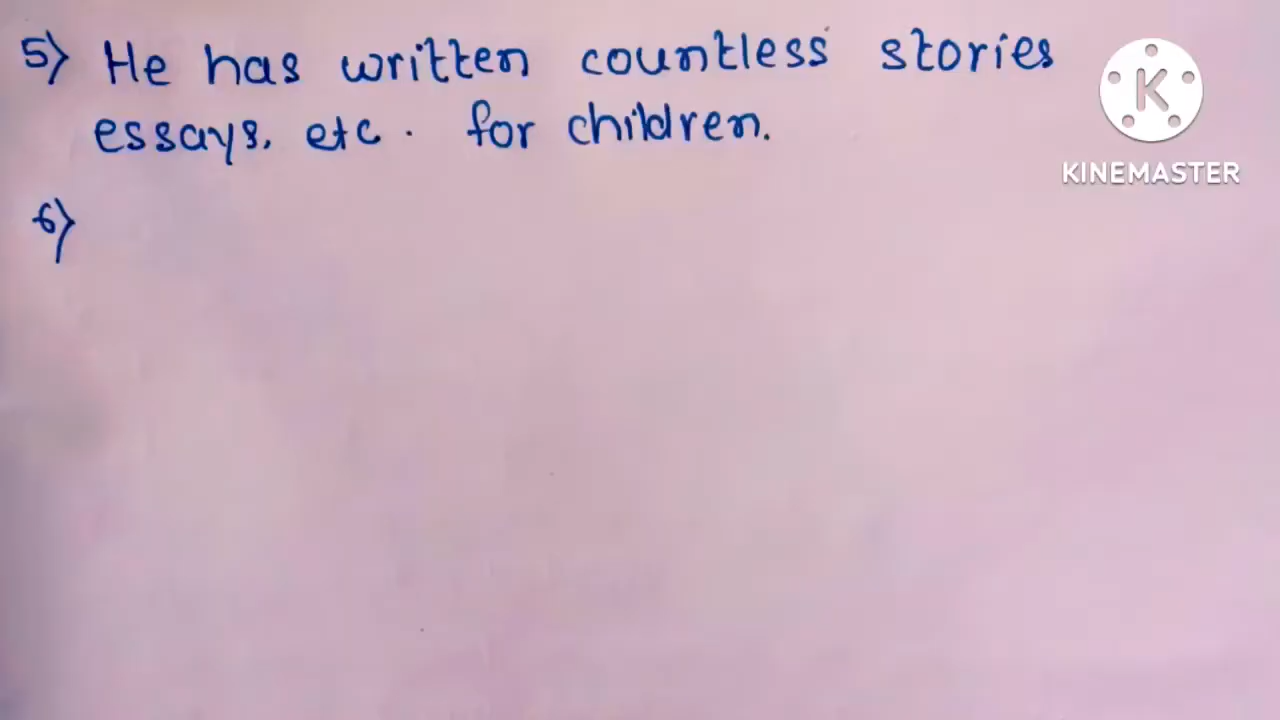 5) He has written countless stories
essays, etc. for children.
6)
K
KINEMASTER